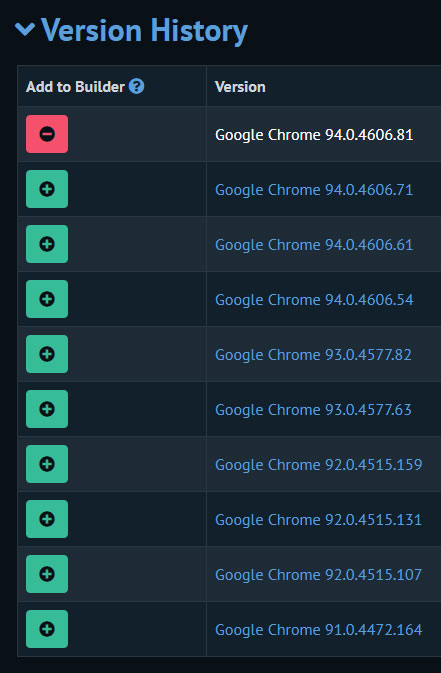 Version History
Add to Builder ? Version
Google Chrome 94.0.4606.81
Google Chrome 94.0.4606.71
Google Chrome 94.0.4606.61
Google Chrome 94.0.4606.54
Google Chrome 93.0.4577.82
Google Chrome 93.0.4577.63
Google Chrome 92.0.4515.159
Google Chrome 92.0.4515.131
Google Chrome 92.0.4515.107
Google Chrome 91.0.4472.164